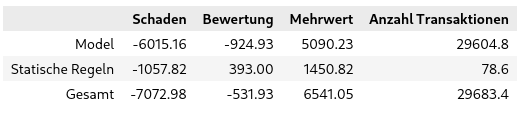 Schaden Bewertung Mehrwert Anzahl Transaktionen
Model -6015.16 -924.93 5090.23 29604.8
Statische Regeln -1057.82 393.00 1450.82 78.6
Gesamt -7072.98 -531.93 6541.05 29683.4